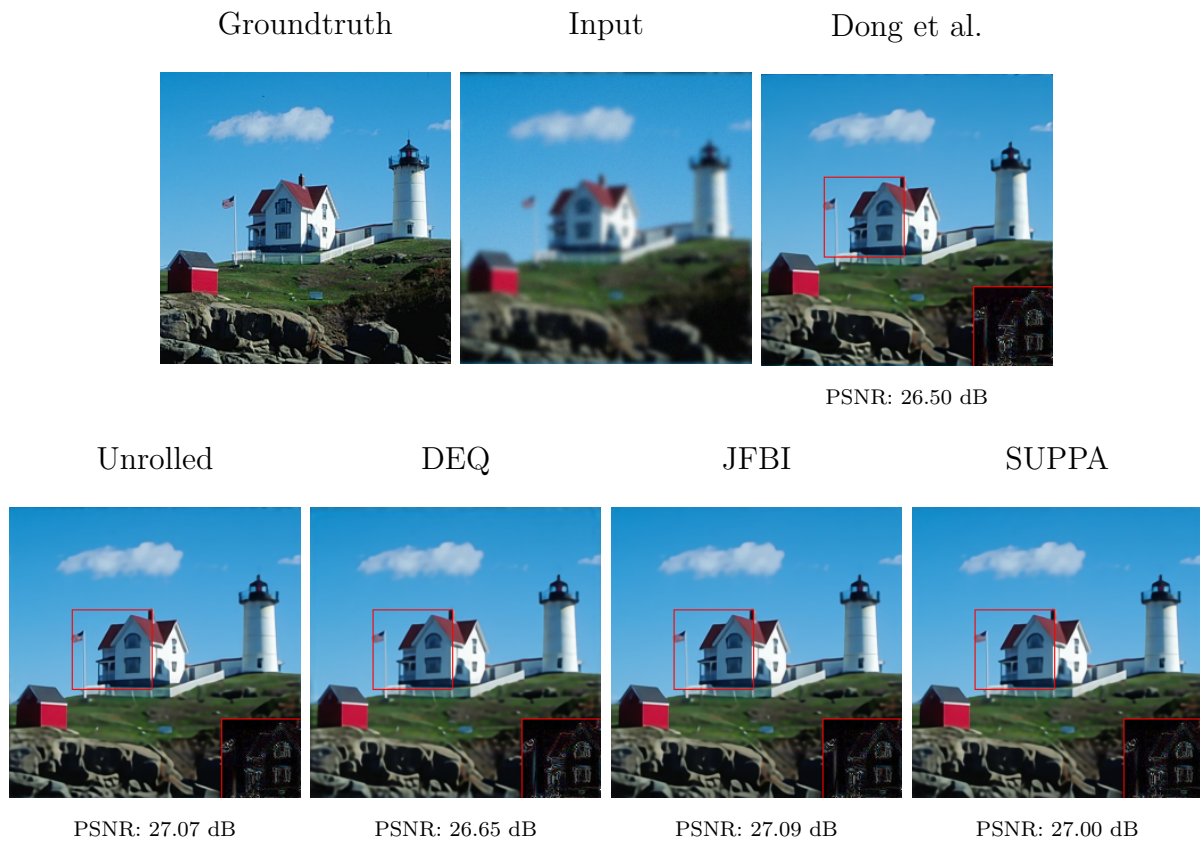 Groundtruth
Input
Dong et al.
PSNR: 26.50 dB
Unrolled
DEQ
JFBI
SUPPA
PSNR: 27.07 dB
PSNR: 26.65 dB
PSNR: 27.09 dB
PSNR: 27.00 dB